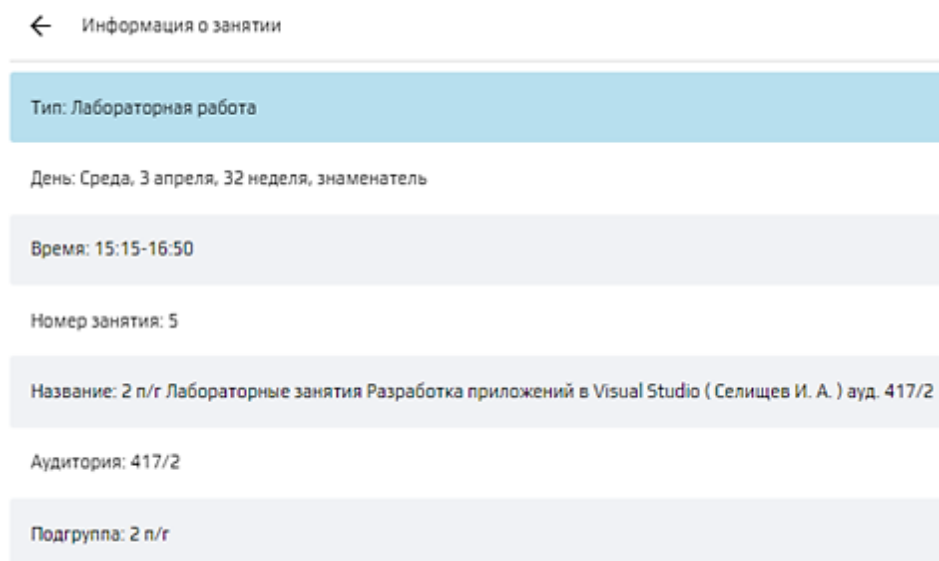 Информация о занятии
Тип: Лабораторная работа
День: Среда, 3 апреля, 32 неделя, знаменатель
Время: 15:15-16:50
Номер занятия: 5
Название: 2 п/г Лабораторные занятия Разработка приложений в Visual Studio ( Селищев И. А. ) ауд. 417/2
Аудитория: 417/2
Подгруппа: 2 п/г